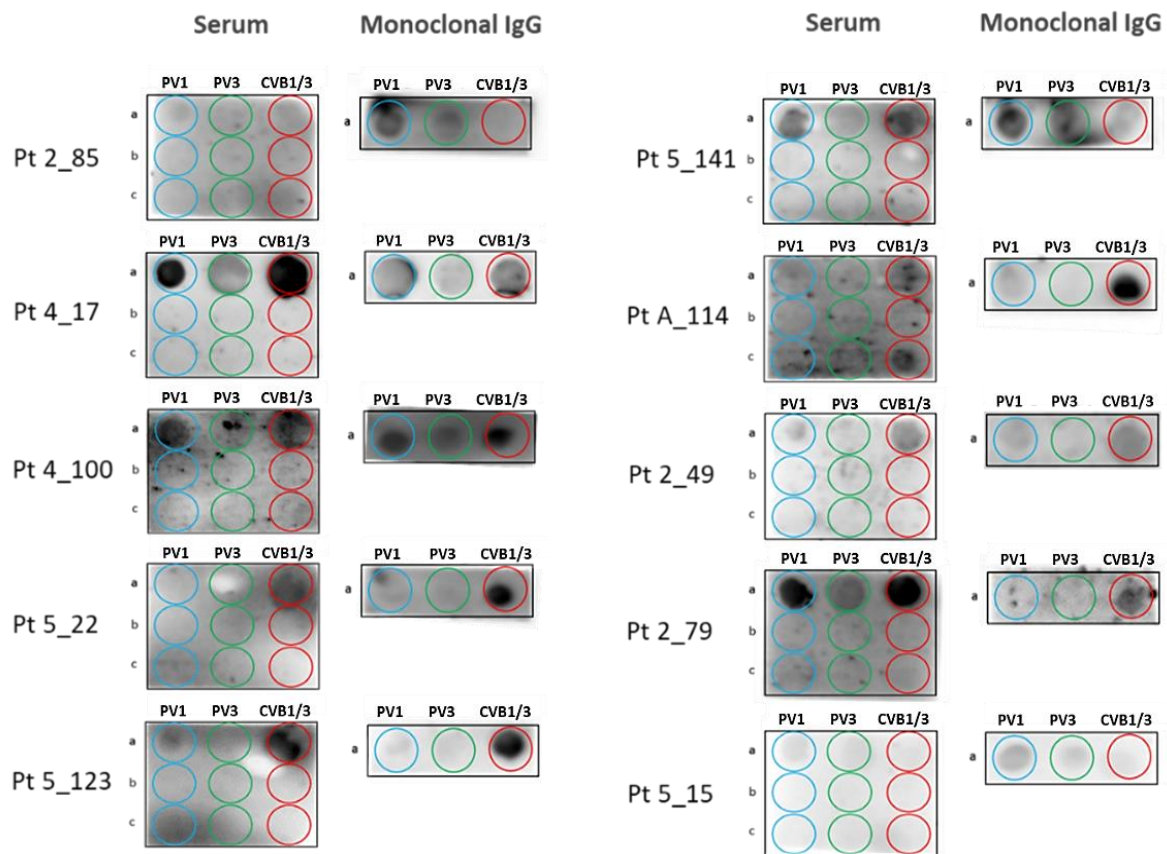 Serum Monoclonal IgG
PV1 PV3 CVB1/3 PV1 PV3 CVB1/3
a a
Pt 2_85 b
c
PV1 PV3 CVB1/3 PV1 PV3 CVB1/3
a a
Pt 4_17 b
c
PV1 PV3 CVB1/3 PV1 PV3 CVB1/3
a a
Pt 4_100 b
c
PV1 PV3 CVB1/3 PV1 PV3 CVB1/3
a a
Pt 5_22 b
c
PV1 PV3 CVB1/3 PV1 PV3 CVB1/3
a a
Pt 5_123 b
c
Serum Monoclonal IgG
PV1 PV3 CVB1/3 PV1 PV3 CVB1/3
a a
Pt 5_141 b
c
PV1 PV3 CVB1/3 PV1 PV3 CVB1/3
a a
Pt A_114 b
c
PV1 PV3 CVB1/3 PV1 PV3 CVB1/3
a a
Pt 2_49 b
c
PV1 PV3 CVB1/3 PV1 PV3 CVB1/3
a a
Pt 2_79 b
c
PV1 PV3 CVB1/3 PV1 PV3 CVB1/3
a a
Pt 5_15 b
c